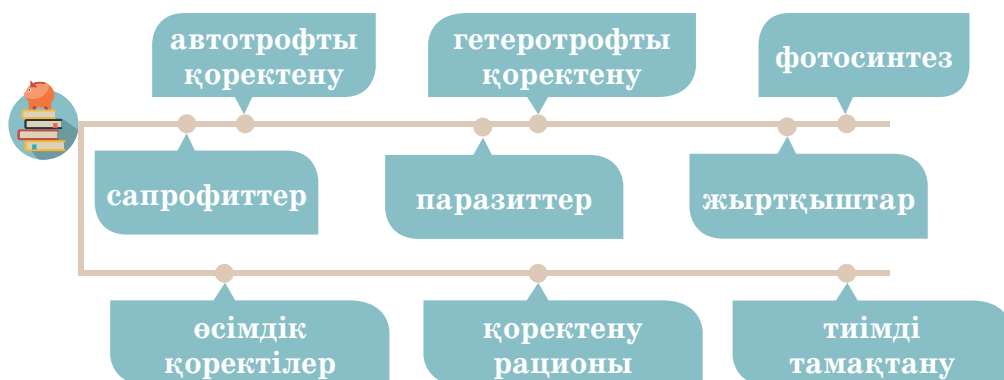 автотрофты
қоректену
гетеротрофты
қоректену
фотосинтез
сапрофиттер
паразиттер
жыртқыштар
өсімдік
қоректілер
қоректену
рационы
тиімді
тамақтану